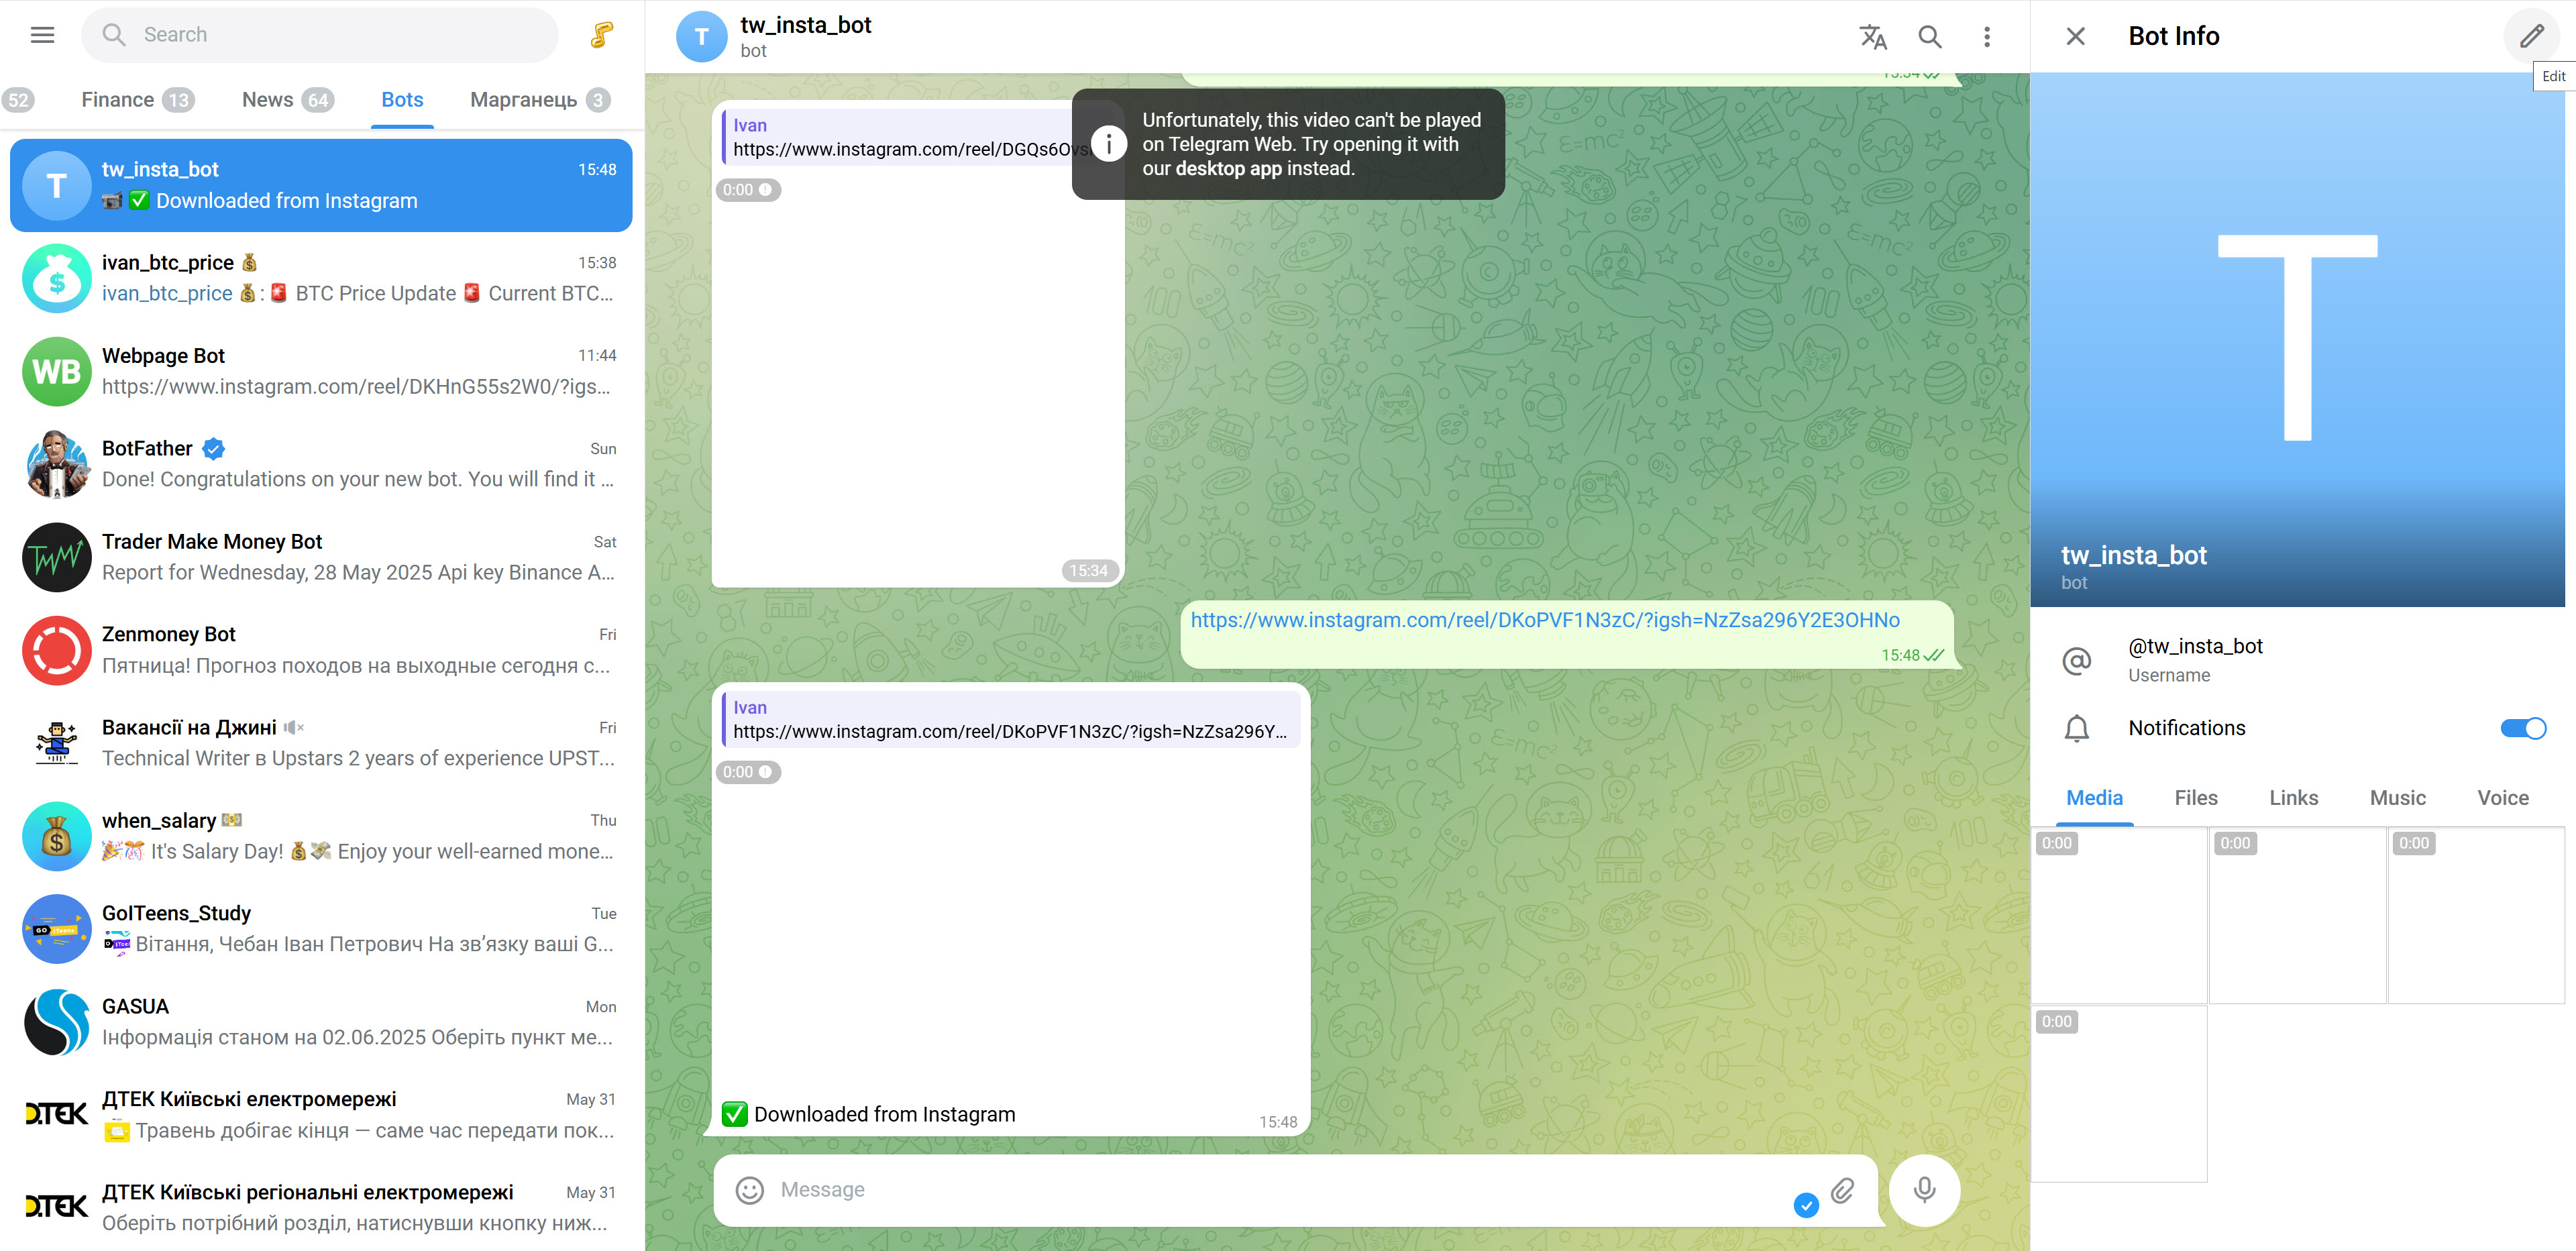 Search
52
Finance 13
News 64
Bots
Марганець 3
tw_insta_bot 15:48
Downloaded from Instagram
ivan_btc_price 15:38
ivan_btc_price : BTC Price Update Current BTC...
WB
Webpage Bot 11:44
https://www.instagram.com/reel/DKHnG55s2W0/?igs...
BotFather Sun
Done! Congratulations on your new bot. You will find it ...
Trader Make Money Bot Sat
Report for Wednesday, 28 May 2025 Api key Binance A...
Zenmoney Bot Fri
Пятница! Прогноз походов на выходные сегодня с...
Вакансії на Джині Fri
Technical Writer в Upstars 2 years of experience UPST...
when_salary Thu
It's Salary Day! Enjoy your well-earned mone...
GoITeens_Study Tue
Вітання, Чебан Іван Петрович На зв’язку ваші G...
GASUA Mon
Інформація станом на 02.06.2025 Оберіть пункт ме...
ДТЕК Київські електромережі May 31
Травень добігає кінця — саме час передати пок...
ДТЕК Київські регіональні електромережі May 31
Оберіть потрібний розділ, натиснувши кнопку ниж...
T
tw_insta_bot
bot
15:34
Ivan
https://www.instagram.com/reel/DGQs6Ovs
0:00
15:34
Unfortunately, this video can't be played
on Telegram Web. Try opening it with
our desktop app instead.
https://www.instagram.com/reel/DKoPVF1N3zC/?igsh=NzZsa296Y2E3OHNo
15:48
Ivan
https://www.instagram.com/reel/DKoPVF1N3zC/?igsh=NzZsa296Y...
0:00
Downloaded from Instagram
15:48
Message
Bot Info
Edit
T
tw_insta_bot
bot
@tw_insta_bot
Username
Notifications
Media Files Links Music Voice
0:00 0:00 0:00
0:00